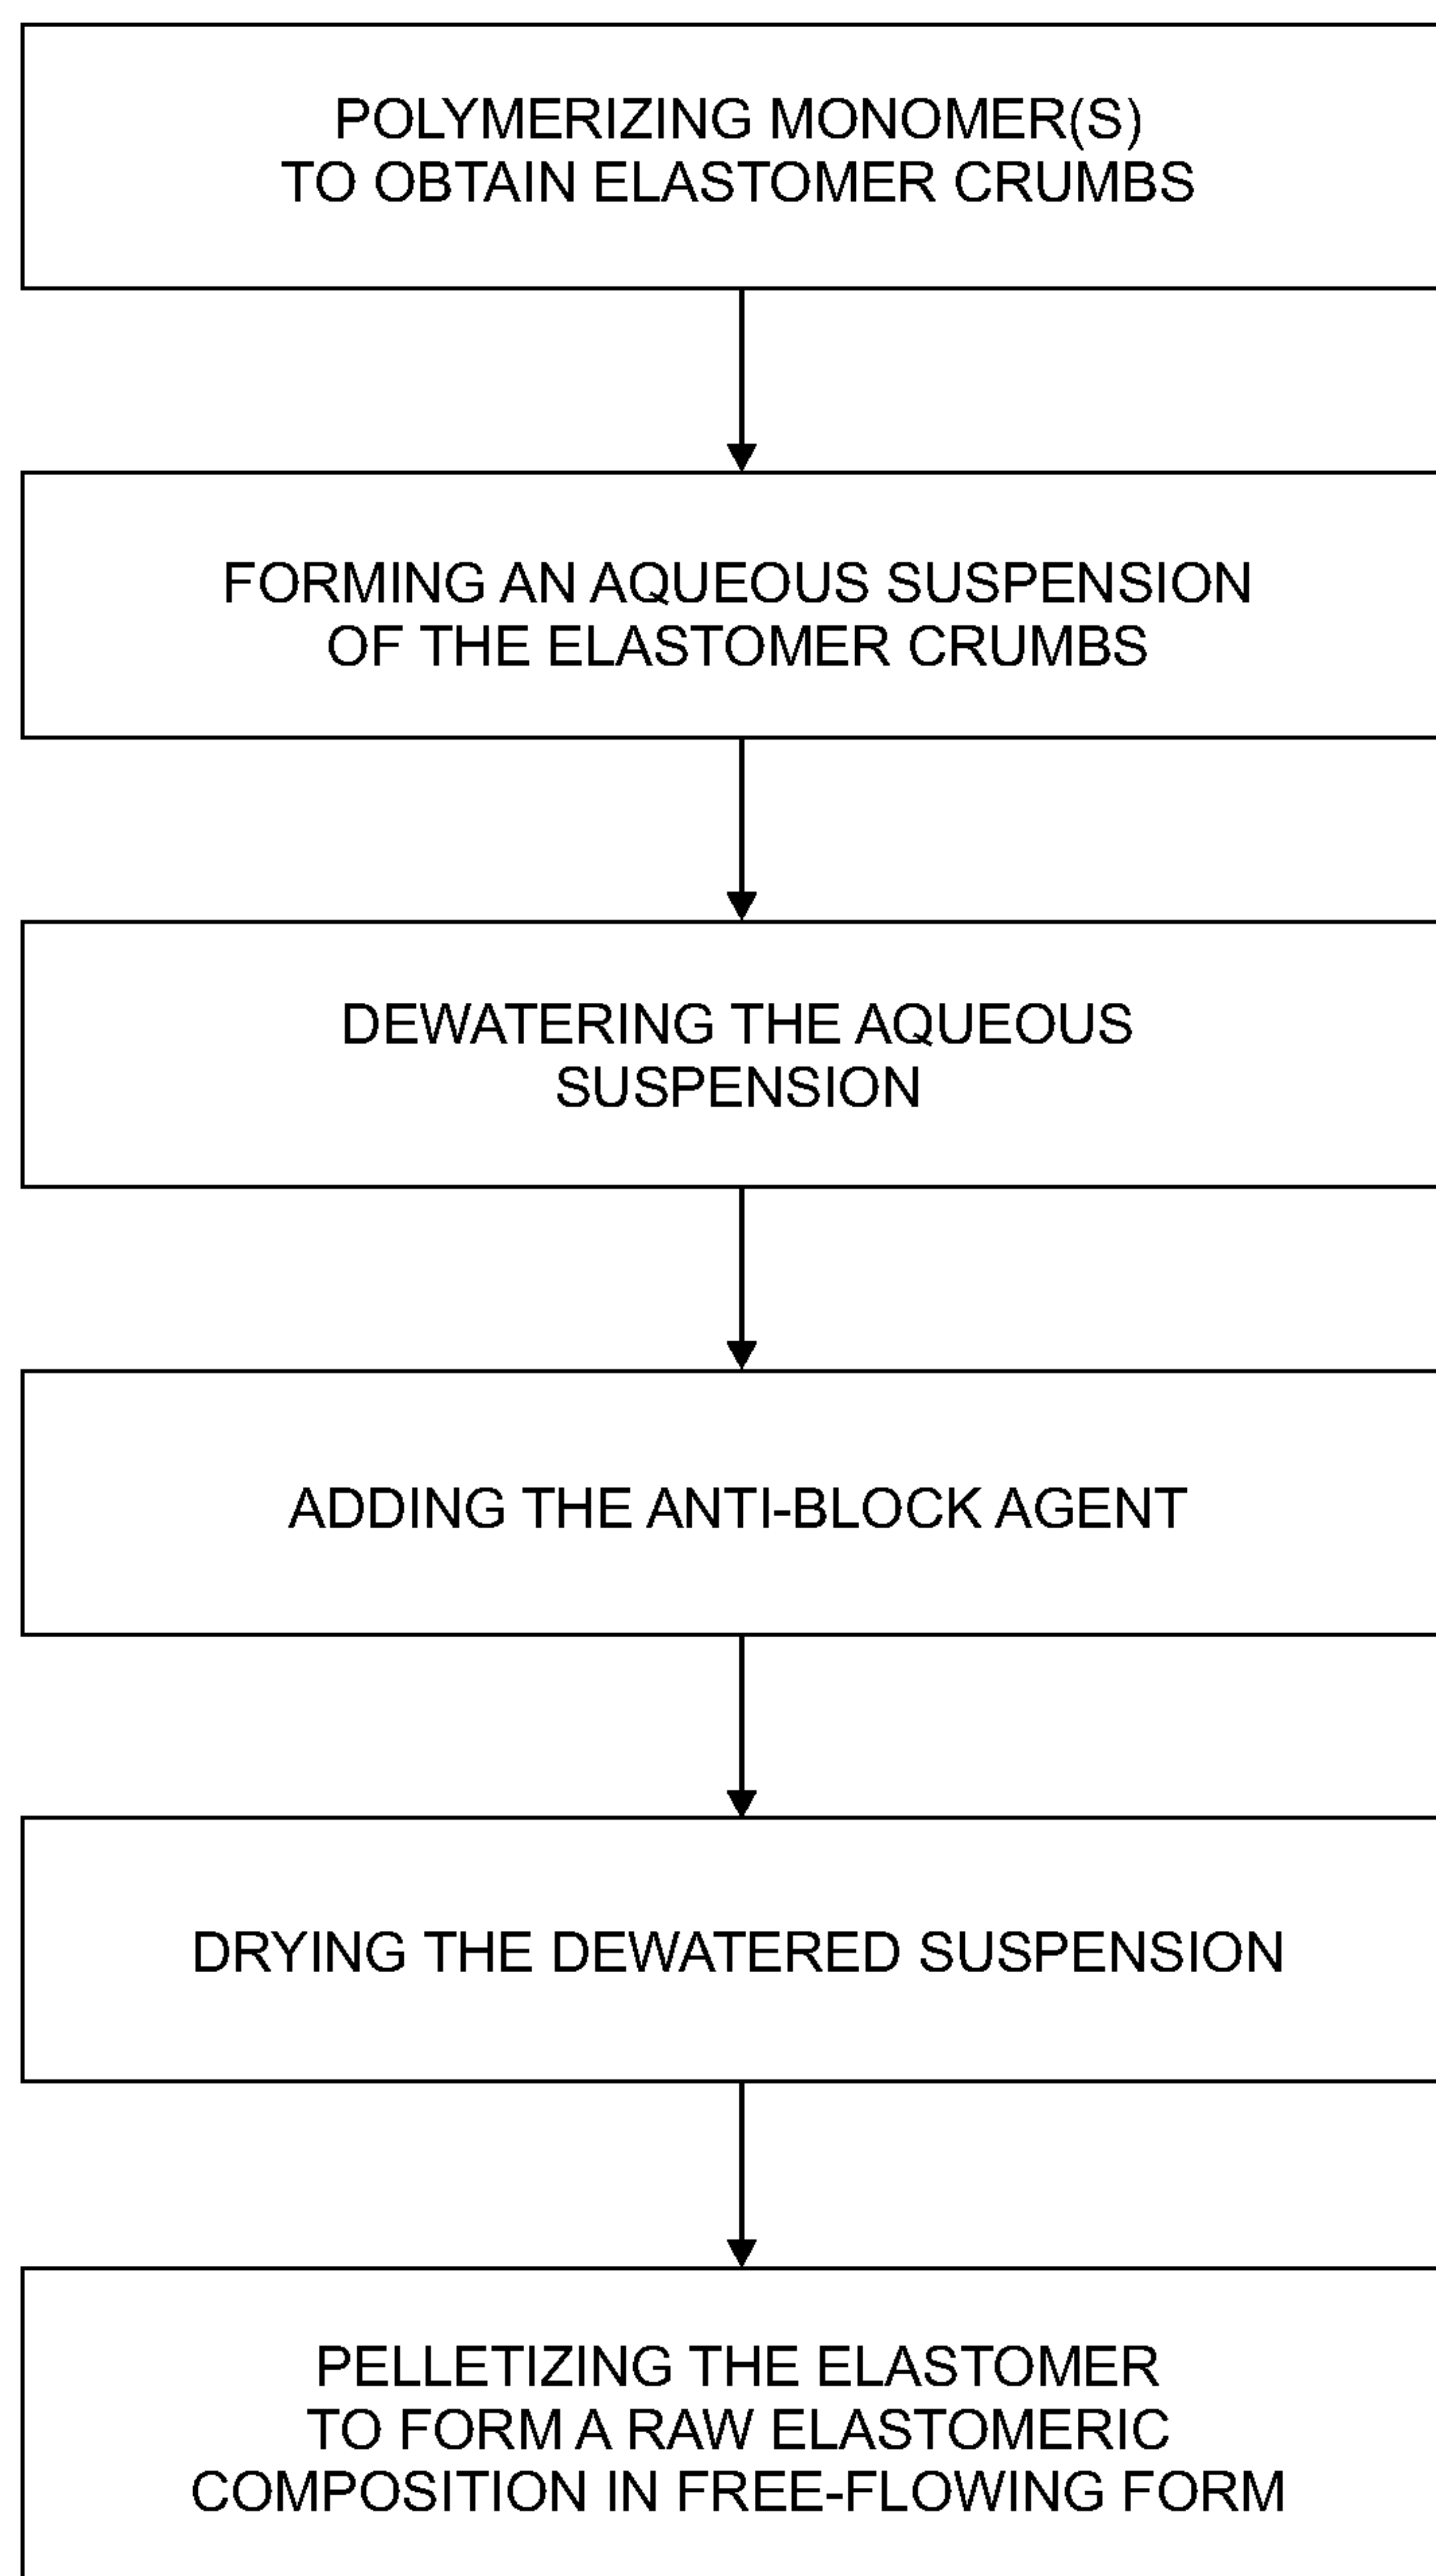 POLYMERIZING MONOMER(S)
TO OBTAIN ELASTOMER CRUMBS
FORMING AN AQUEOUS SUSPENSION
OF THE ELASTOMER CRUMBS
DEWATERING THE AQUEOUS
SUSPENSION
ADDING THE ANTI-BLOCK AGENT
DRYING THE DEWATERED SUSPENSION
PELLETIZING THE ELASTOMER
TO FORM A RAW ELASTOMERIC
COMPOSITION IN FREE-FLOWING FORM